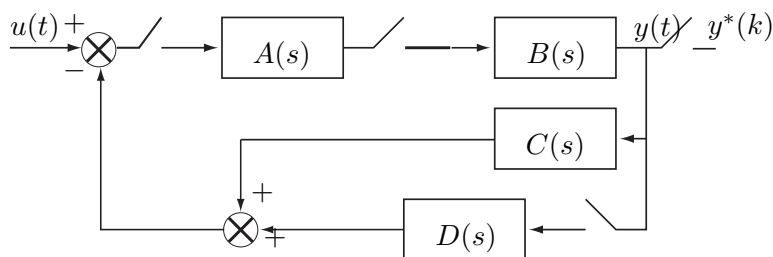 u(t) +
−
A(s)
B(s)
y(t)
y*(k)
C(s)
+
+
D(s)